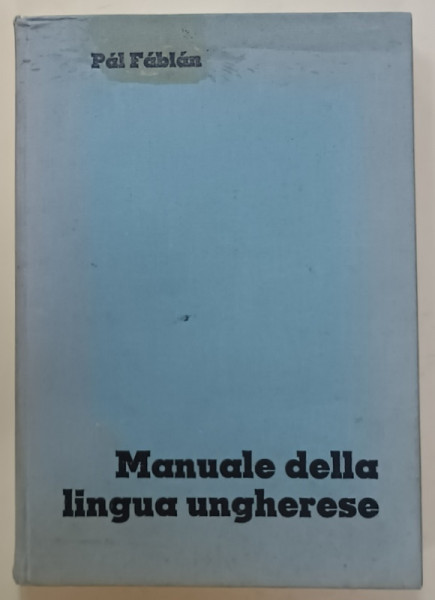 Pál Fábián
Manuale della
lingua ungherese